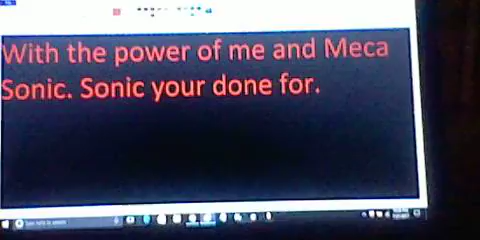 With the power of me and Meca
Sonic. Sonic your done for.